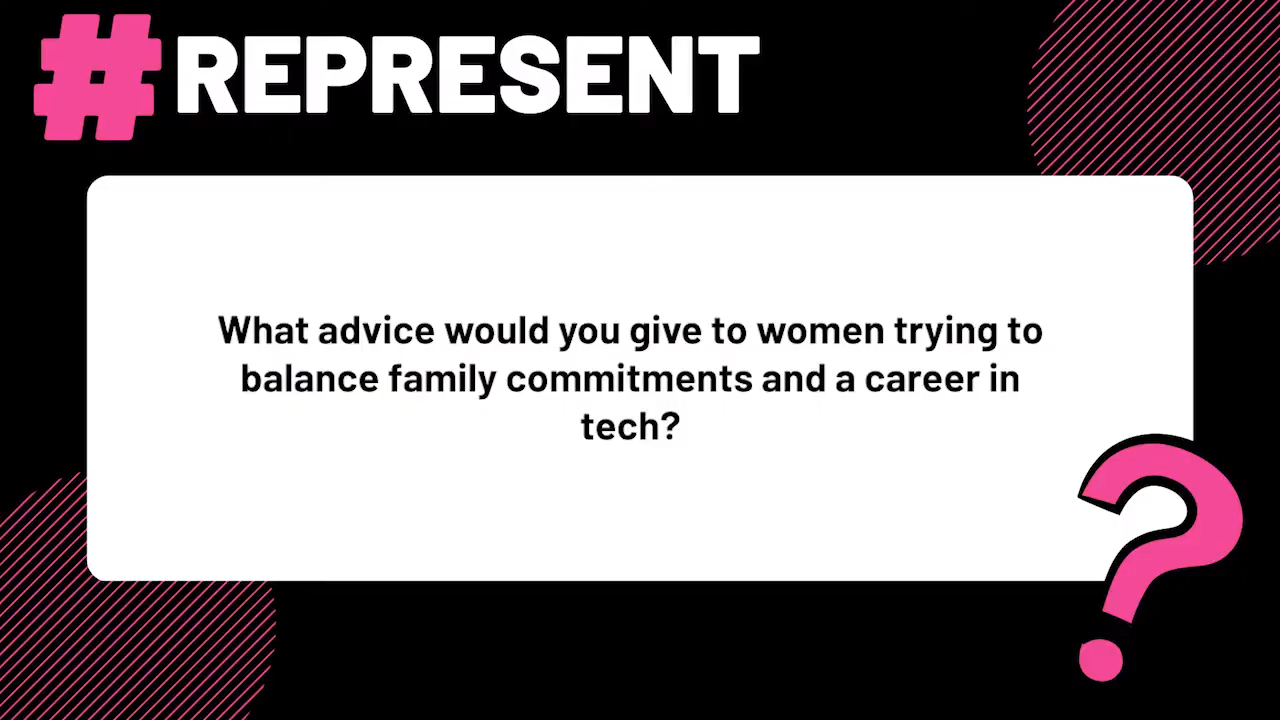 #REPRESENT
What advice would you give to women trying to
balance family commitments and a career in
tech?
?